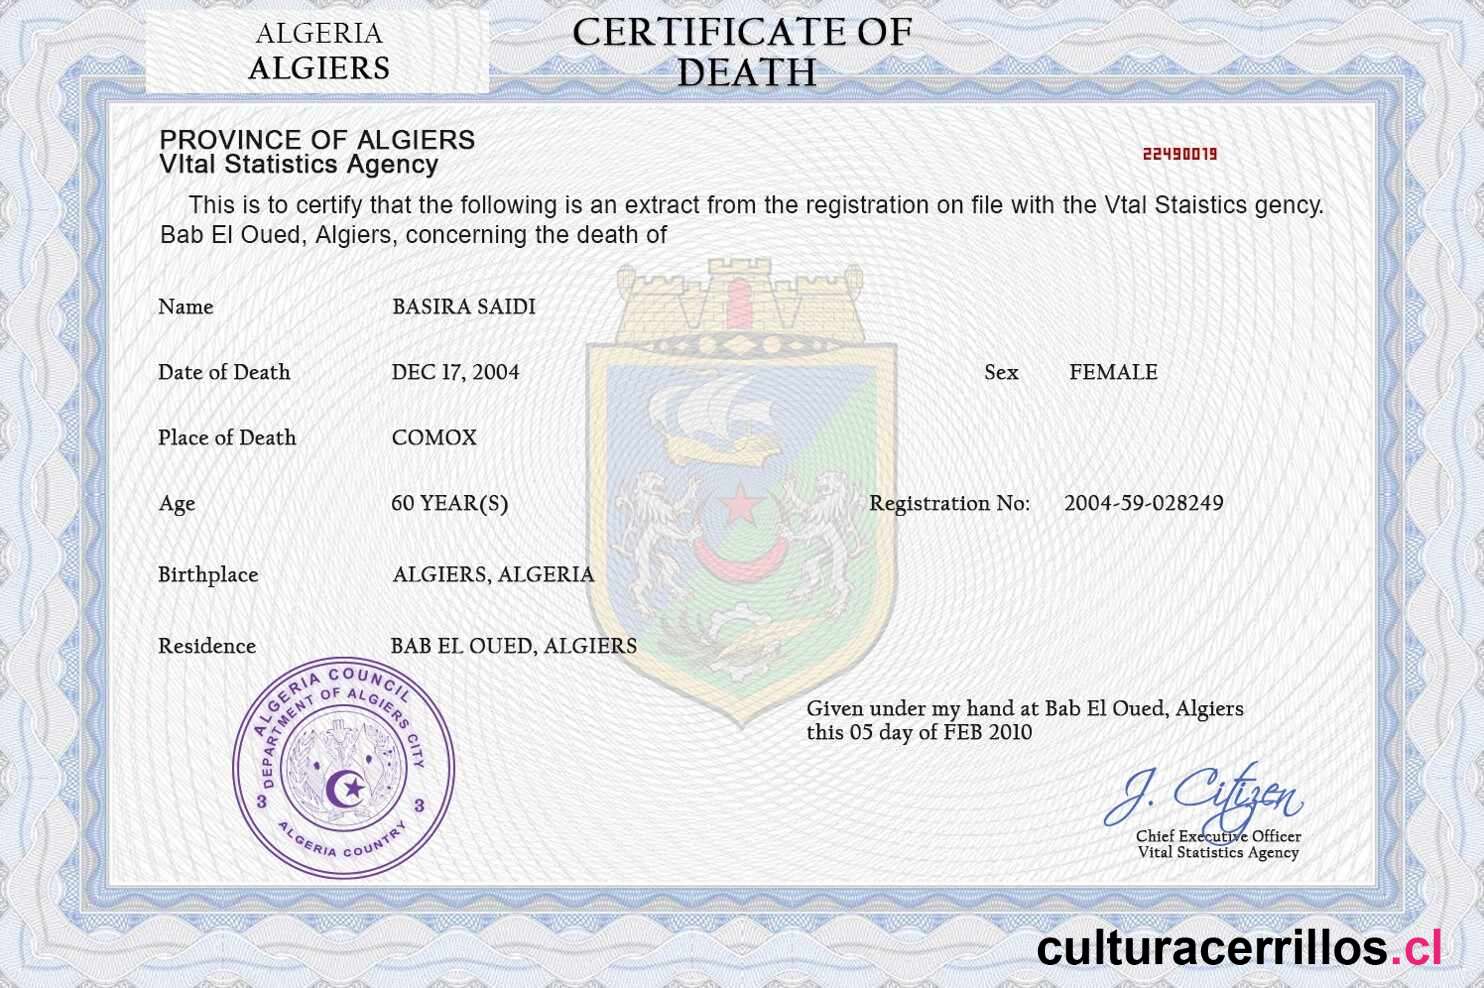 ALGERIA
ALGIERS
CERTIFICATE OF
DEATH
PROVINCE OF ALGIERS
VItal Statistics Agency
22490019
This is to certify that the following is an extract from the registration on file with the Vtal Staistics gency.
Bab El Oued, Algiers, concerning the death of
Name BASIRA SAIDI
Date of Death DEC 17, 2004 Sex FEMALE
Place of Death COMOX
Age 60 YEAR(S) Registration No: 2004-59-028249
Birthplace ALGIERS, ALGERIA
Residence BAB EL OUED, ALGIERS
ALGERIA COUNCIL
DEPARTMENT OF ALGIERS CITY
3 3
ALGERIA COUNTRY
Given under my hand at Bab El Oued, Algiers
this 05 day of FEB 2010
J. Citizen
Chief Executive Officer
Vital Statistics Agency
culturacerrillos.cl